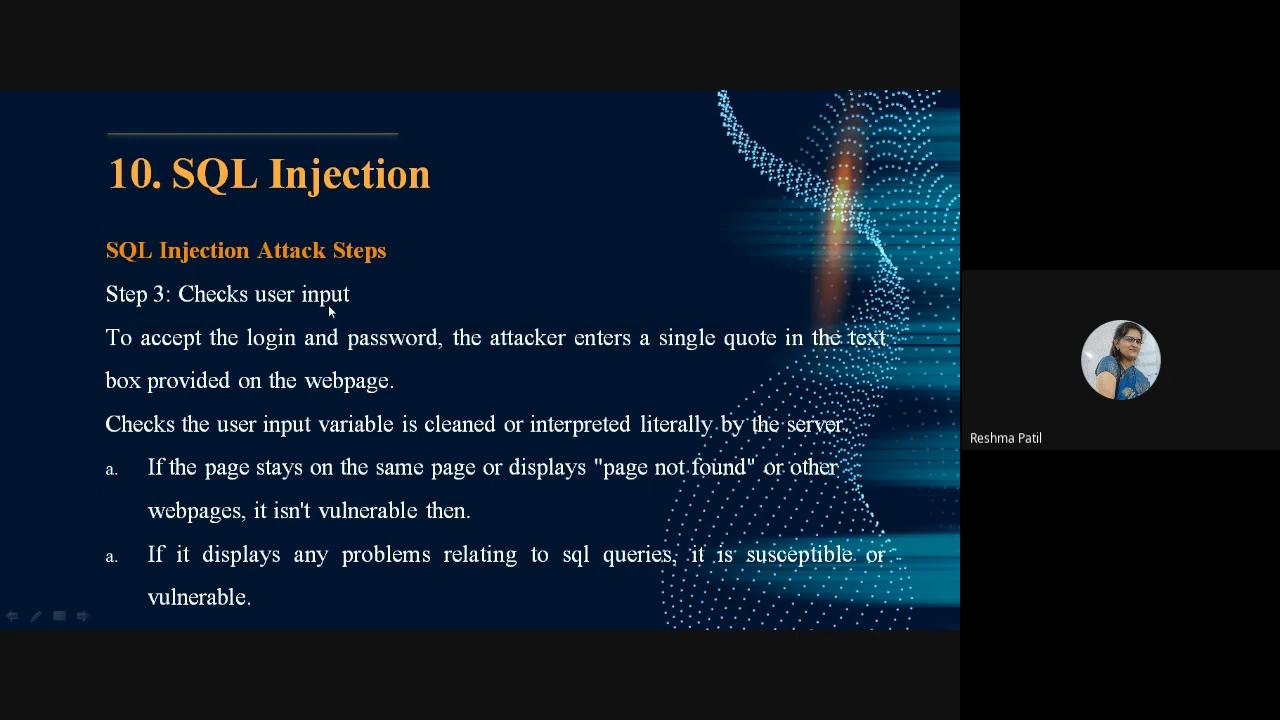 10. SQL Injection
SQL Injection Attack Steps
Step 3: Checks user input
To accept the login and password, the attacker enters a single quote in the text
box provided on the webpage.
Checks the user input variable is cleaned or interpreted literally by the server.
a. If the page stays on the same page or displays "page not found" or other
webpages, it isn't vulnerable then.
a. If it displays any problems relating to sql queries, it is susceptible or
vulnerable.
Reshma Patil